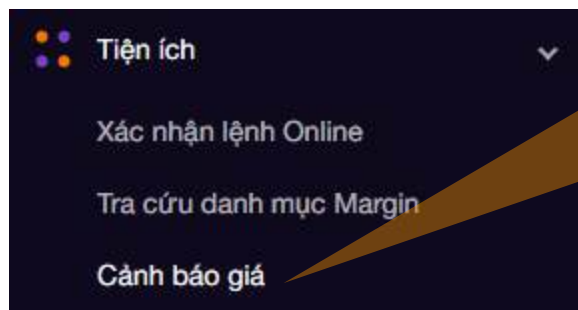 Tiện ích
Xác nhận lệnh Online
Tra cứu danh mục Margin
Cảnh báo giá